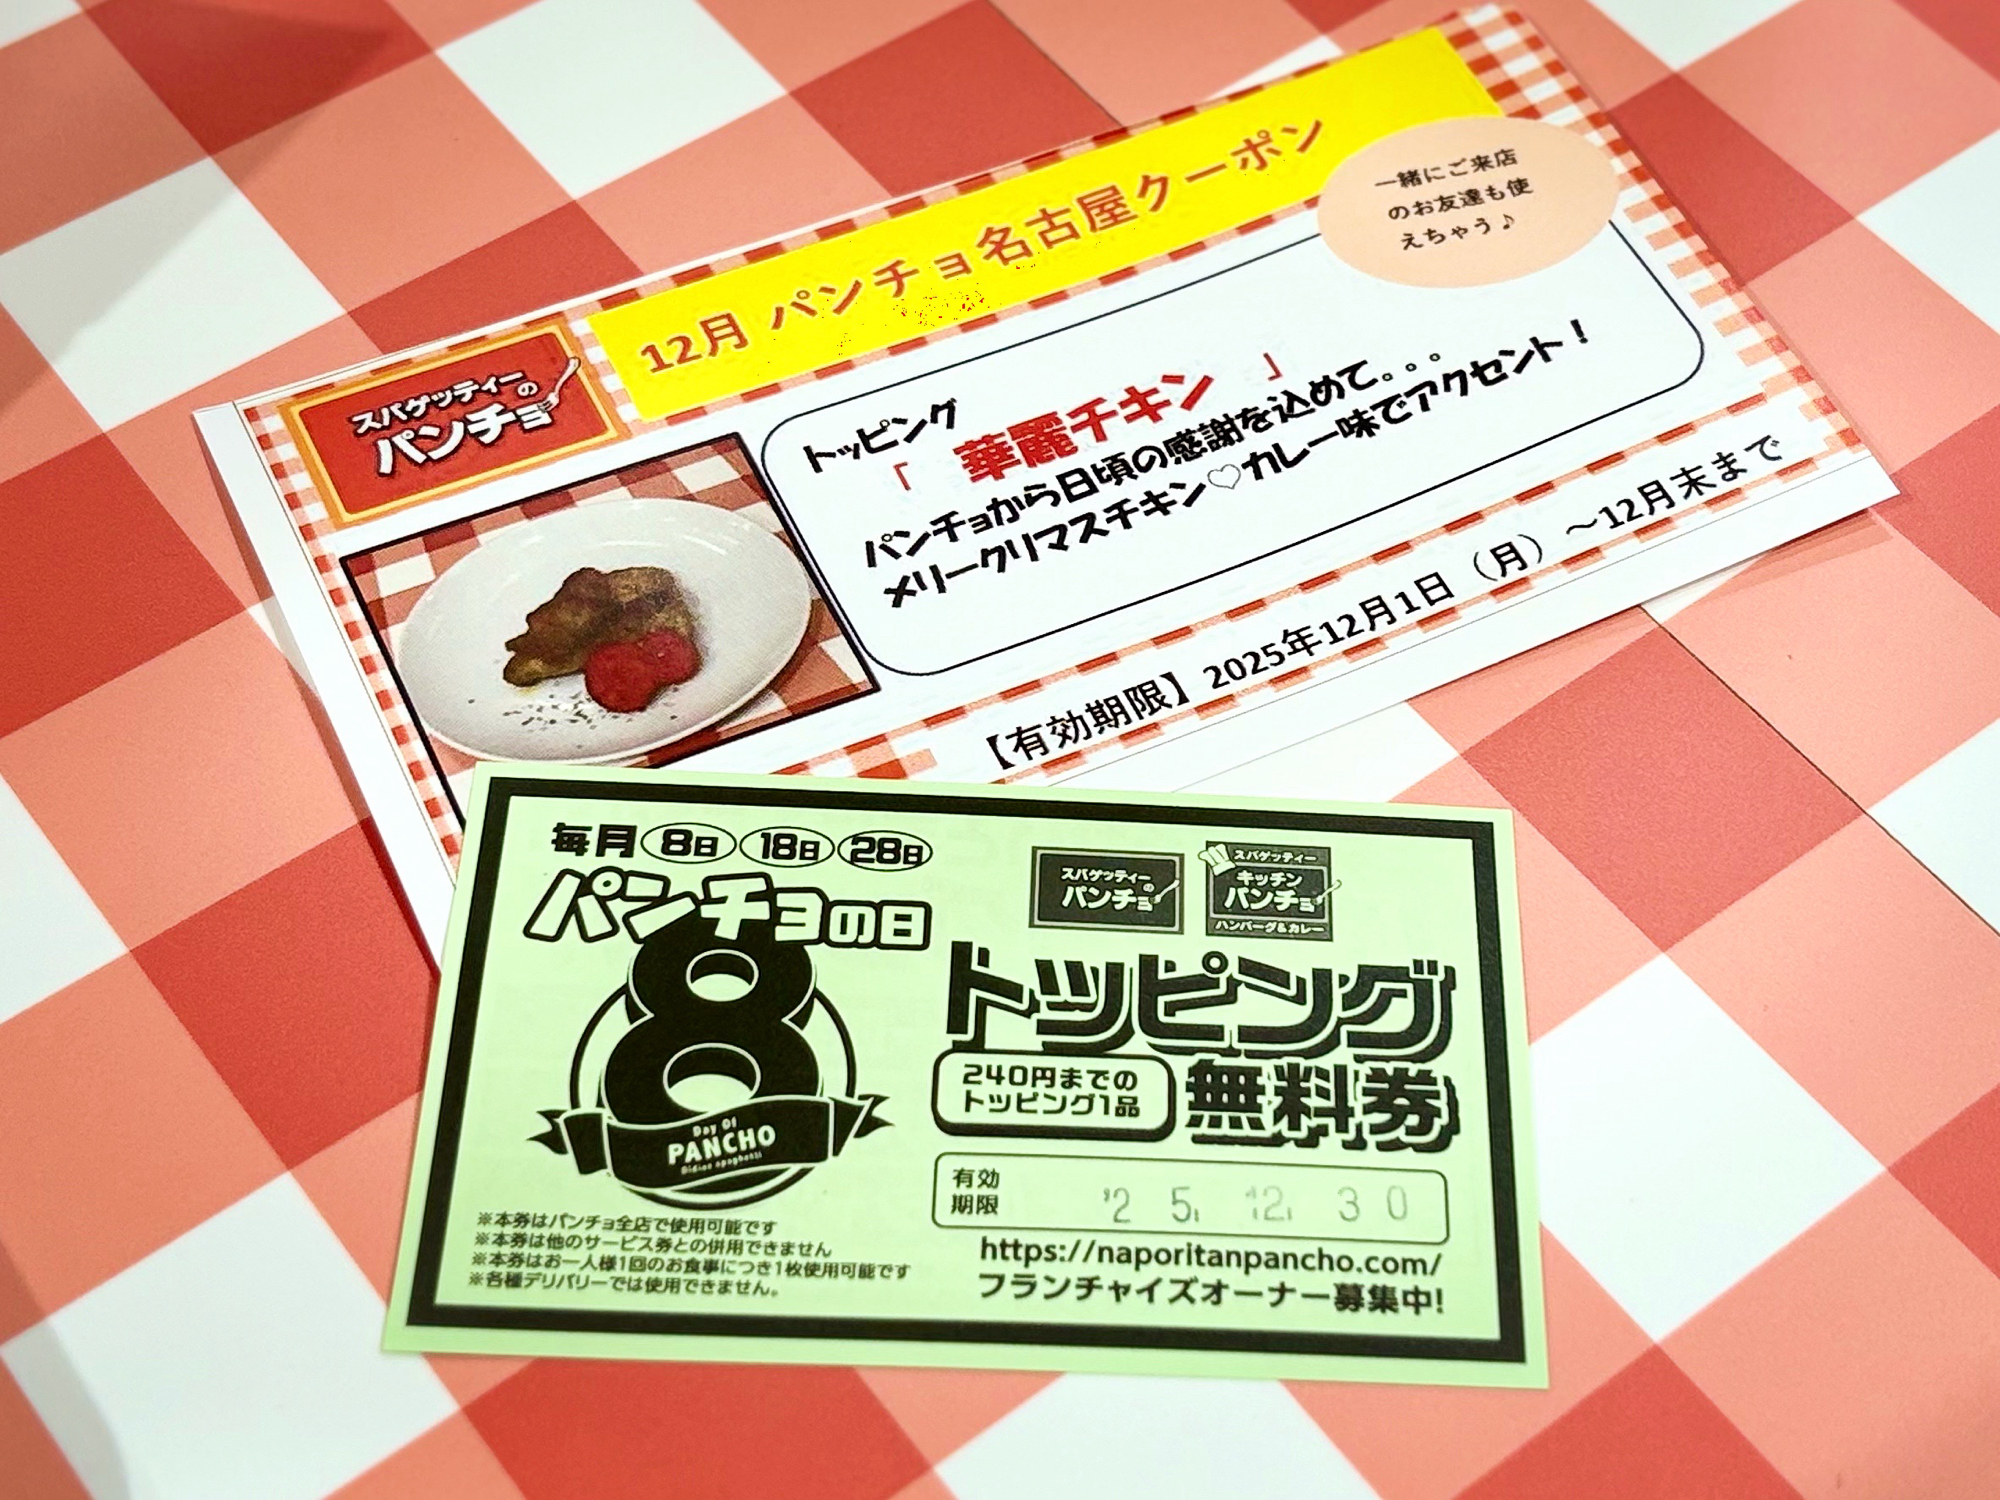 12月 パンチョ名古屋クーポン
一緒にご来店
のお友達も使
えちゃう♪
スパゲッティーの
パンチョ
トッピング
「 華麗チキン 」
パンチョから日頃の感謝を込めて。。。
メリークリマスチキン♡カレー味でアクセント！
【有効期限】2025年12月1日（月）～12月末まで
毎月 8日 18日 28日
パンチョの日
8
Day Of
PANCHO
スパゲッティーの
パンチョ
スパゲッティー
キッチン
パンチョ
ハンバーグ&カレー
トッピング
240円までの
トッピング1品
無料券
有効
期限
'25. 12. 30
※本券はパンチョ全店で使用可能です
※本券は他のサービス券との併用できません
※本券はお一人様1回のお食事につき1枚使用可能です
※各種デリバリーでは使用できません。
https://naporitanpancho.com/
フランチャイズオーナー募集中!